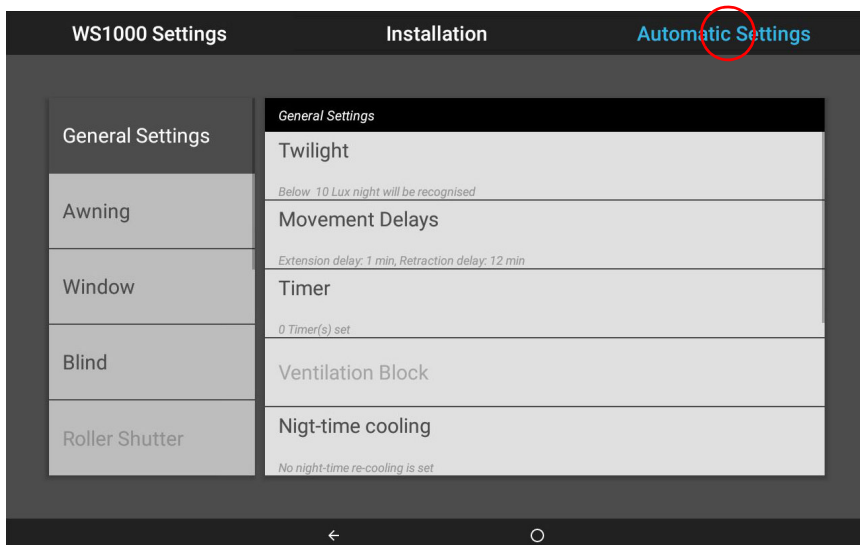 WS1000 Settings Installation Automatic Settings
General Settings
Awning
Window
Blind
Roller Shutter
General Settings
Twilight
Below 10 Lux night will be recognised
Movement Delays
Extension delay: 1 min, Retraction delay: 12 min
Timer
0 Timer(s) set
Ventilation Block
Nigt-time cooling
No night-time re-cooling is set